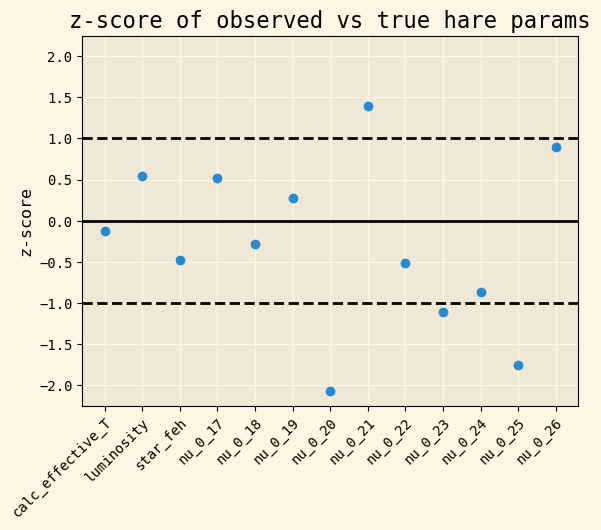 z-score of observed vs true hare params
z-score
2.0
1.5
1.0
0.5
0.0
−0.5
−1.0
−1.5
−2.0
calc_effective_T
luminosity
star_feh
nu_0_17
nu_0_18
nu_0_19
nu_0_20
nu_0_21
nu_0_22
nu_0_23
nu_0_24
nu_0_25
nu_0_26